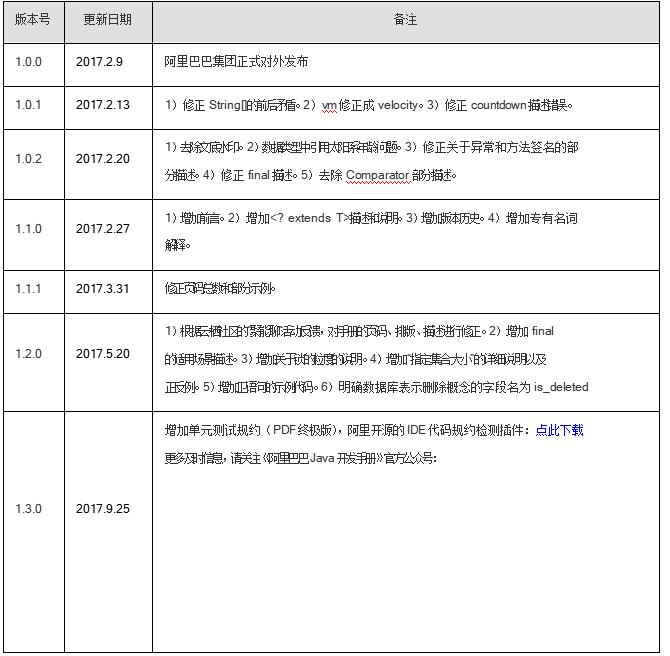 版本号 更新日期 备注
1.0.0 2017.2.9 阿里巴巴集团正式对外发布
1.0.1 2017.2.13 1）修正 String[]的前后矛盾。2）vm 修正成 velocity。3）修正 countdown 描述错误。
1）去除文底水印。2）数据类型中引用太阳系年龄问题。3）修正关于异常和方法签名的部
1.0.2 2017.2.20
分描述。4）修正 final 描述。5）去除 Comparator 部分描述。
1）增加前言。2）增加<? extends T>描述和说明。3）增加版本历史。4）增加专有名词
1.1.0 2017.2.27
解释。
1.1.1 2017.3.31 修正页码总数和部分示例。
1）根据云栖社区的“聚能聊”活动反馈，对手册的页码、排版、描述进行修正。2）增加 final
1.2.0 2017.5.20
的适用场景描述。3）增加关于锁的粒度的说明。4）增加“指定集合大小”的详细说明以及
正反例。5）增加卫语句的示例代码。6）明确数据库表示删除概念的字段名为 is_deleted
增加单元测试规约（PDF 终极版），阿里开源的 IDE 代码规约检测插件：点此下载
更多及时信息，请关注《阿里巴巴 Java 开发手册》官方公众号：
1.3.0 2017.9.25